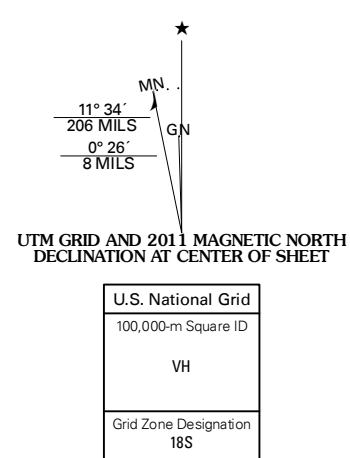 ★
MN
11° 34´
206 MILS
GN
0° 26´
8 MILS
UTM GRID AND 2011 MAGNETIC NORTH
DECLINATION AT CENTER OF SHEET
U.S. National Grid
100,000-m Square ID
VH
Grid Zone Designation
18S